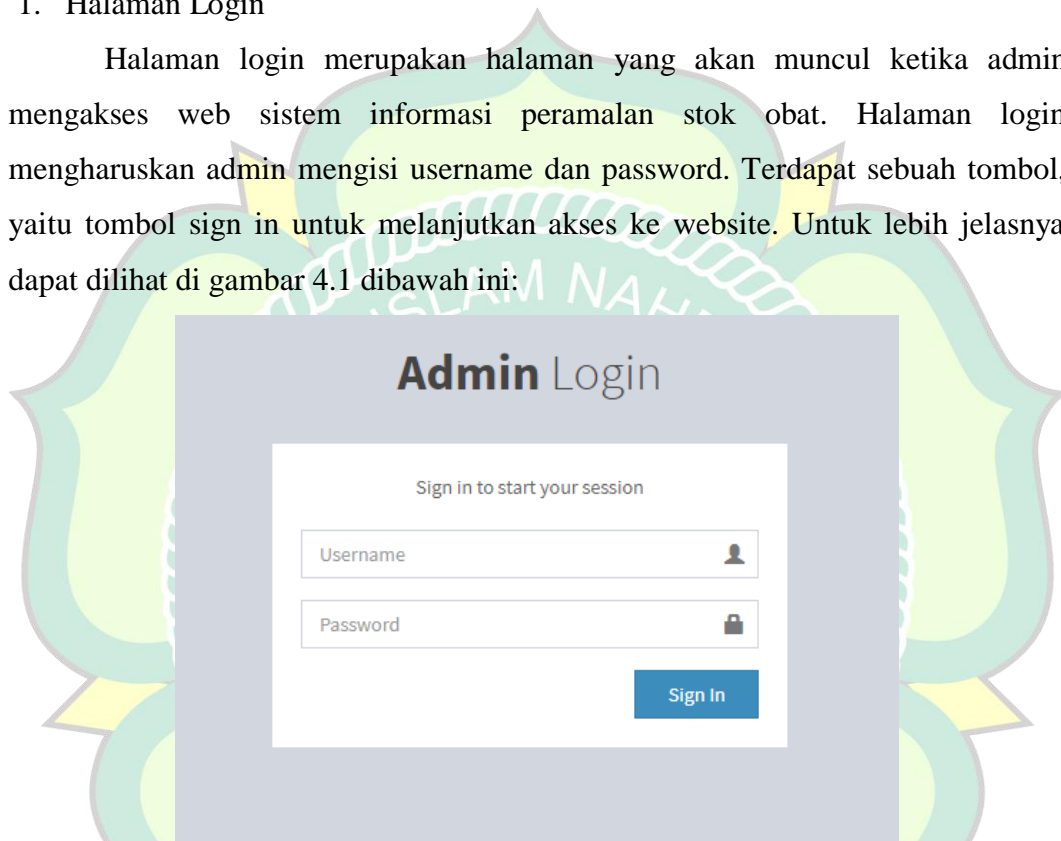 1. Halaman Login
Halaman login merupakan halaman yang akan muncul ketika admin
mengakses web sistem informasi peramalan stok obat. Halaman login
mengharuskan admin mengisi username dan password. Terdapat sebuah tombol,
yaitu tombol sign in untuk melanjutkan akses ke website. Untuk lebih jelasnya
dapat dilihat di gambar 4.1 dibawah ini:
Admin Login
Sign in to start your session
Username
Password
Sign In